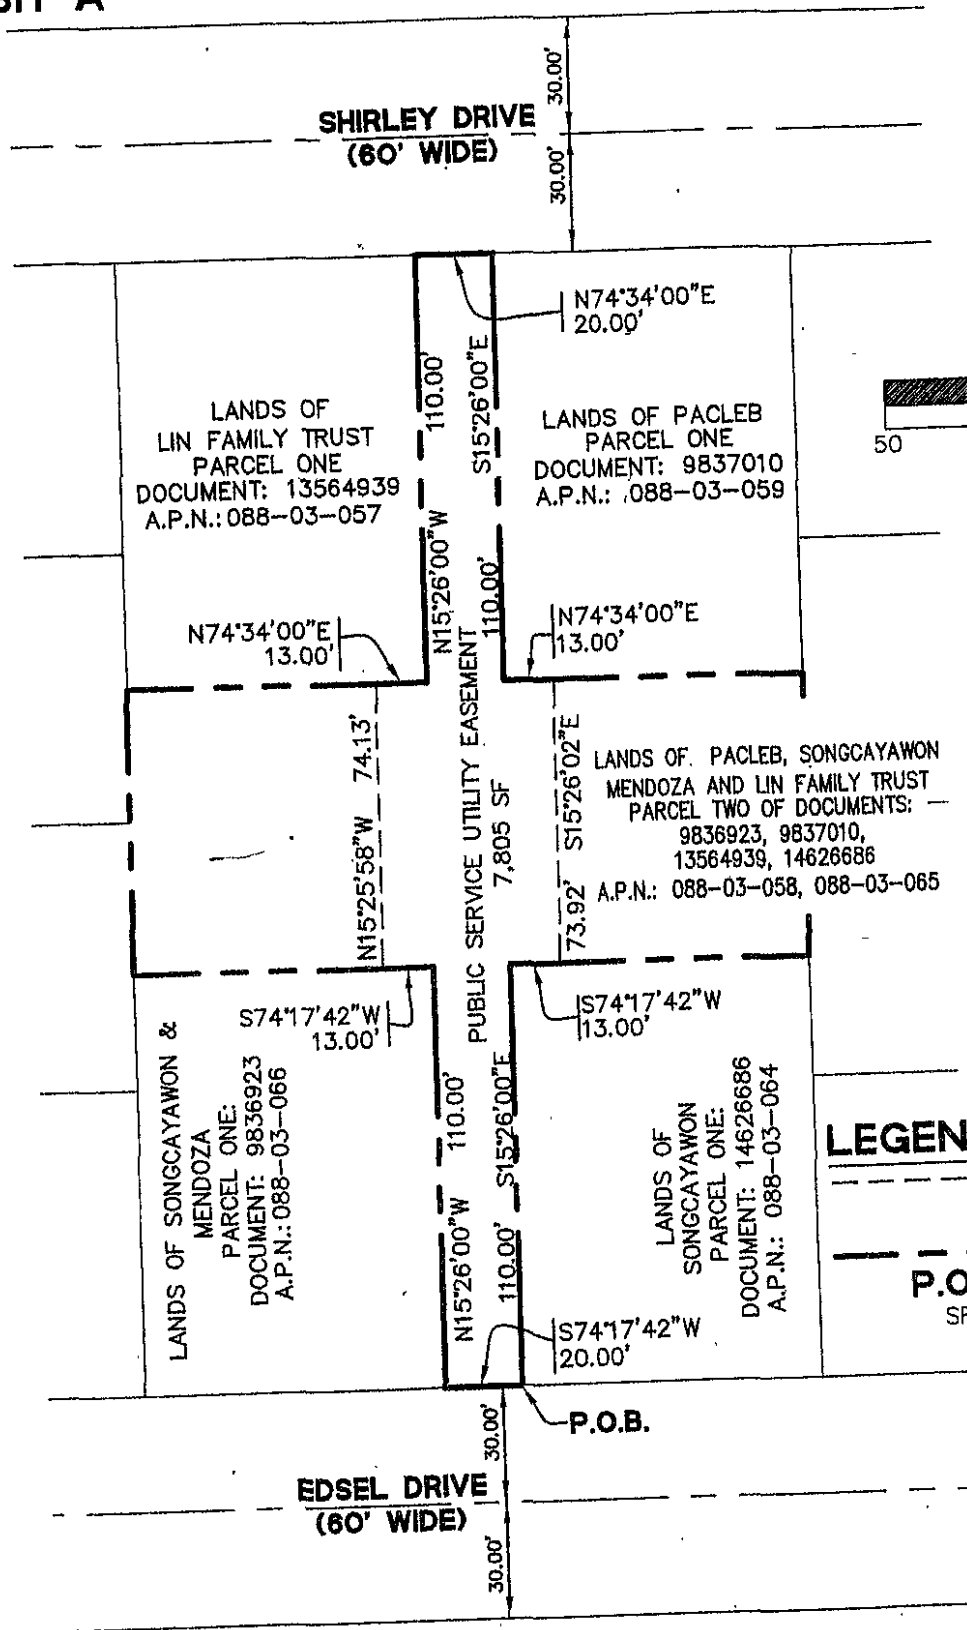 A
30.00'
SHIRLEY DRIVE
(60' WIDE)
30.00'
N74°34'00"E
20.00'
110.00'
S15°26'00"E
LANDS OF
LIN FAMILY TRUST
PARCEL ONE
DOCUMENT: 13564939
A.P.N.: 088-03-057
LANDS OF PACLEB
PARCEL ONE
DOCUMENT: 9837010
A.P.N.: 088-03-059
50
N15°26'00"W
110.00'
N74°34'00"E
13.00'
N74°34'00"E
13.00'
N15°25'58"W 74.13'
PUBLIC SERVICE UTILITY EASEMENT
7,805 SF
73.92' S15°26'02"E
LANDS OF. PACLEB, SONGCAYAWON
MENDOZA AND LIN FAMILY TRUST
PARCEL TWO OF DOCUMENTS:
9836923, 9837010,
13564939, 14626686
A.P.N.: 088-03-058, 088-03-065
S74°17'42"W
13.00'
S74°17'42"W
13.00'
LANDS OF SONGCAYAWON &
MENDOZA
PARCEL ONE:
DOCUMENT: 9836923
A.P.N.: 088-03-066
N15°26'00"W 110.00'
110.00' S15°26'00"E
LANDS OF
SONGCAYAWON
PARCEL ONE:
DOCUMENT: 14626686
A.P.N.: 088-03-064
LEGEN
P.O
S74°17'42"W
20.00'
P.O.B.
30.00'
EDSEL DRIVE
(60' WIDE)
30.00'